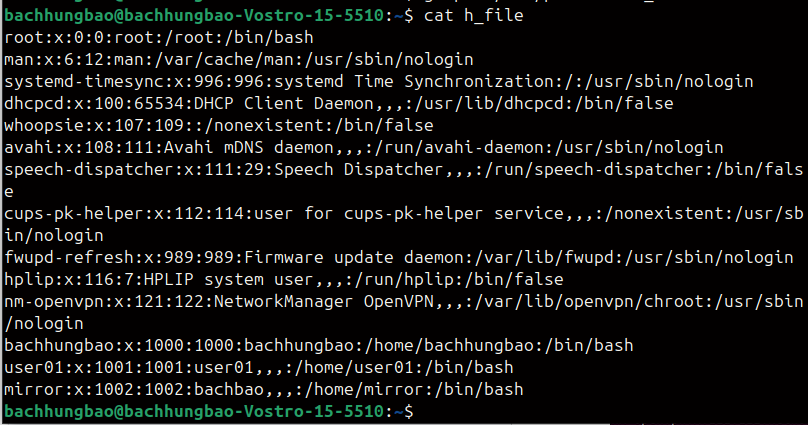 bachhungbao@bachhungbao-Vostro-15-5510:~$ cat h_file
root:x:0:0:root:/root:/bin/bash
man:x:6:12:man:/var/cache/man:/usr/sbin/nologin
systemd-timesync:x:996:996:systemd Time Synchronization:/:/usr/sbin/nologin
dhcpcd:x:100:65534:DHCP Client Daemon,,,:/usr/lib/dhcpcd:/bin/false
whoopsie:x:107:109::/nonexistent:/bin/false
avahi:x:108:111:Avahi mDNS daemon,,,:/run/avahi-daemon:/usr/sbin/nologin
speech-dispatcher:x:111:29:Speech Dispatcher,,,:/run/speech-dispatcher:/bin/fals
e
cups-pk-helper:x:112:114:user for cups-pk-helper service,,,:/nonexistent:/usr/sb
in/nologin
fwupd-refresh:x:989:989:Firmware update daemon:/var/lib/fwupd:/usr/sbin/nologin
hplip:x:116:7:HPLIP system user,,,:/run/hplip:/bin/false
nm-openvpn:x:121:122:NetworkManager OpenVPN,,,:/var/lib/openvpn/chroot:/usr/sbin
/nologin
bachhungbao:x:1000:1000:bachhungbao:/home/bachhungbao:/bin/bash
user01:x:1001:1001:user01,,,:/home/user01:/bin/bash
mirror:x:1002:1002:bachbao,,,:/home/mirror:/bin/bash
bachhungbao@bachhungbao-Vostro-15-5510:~$